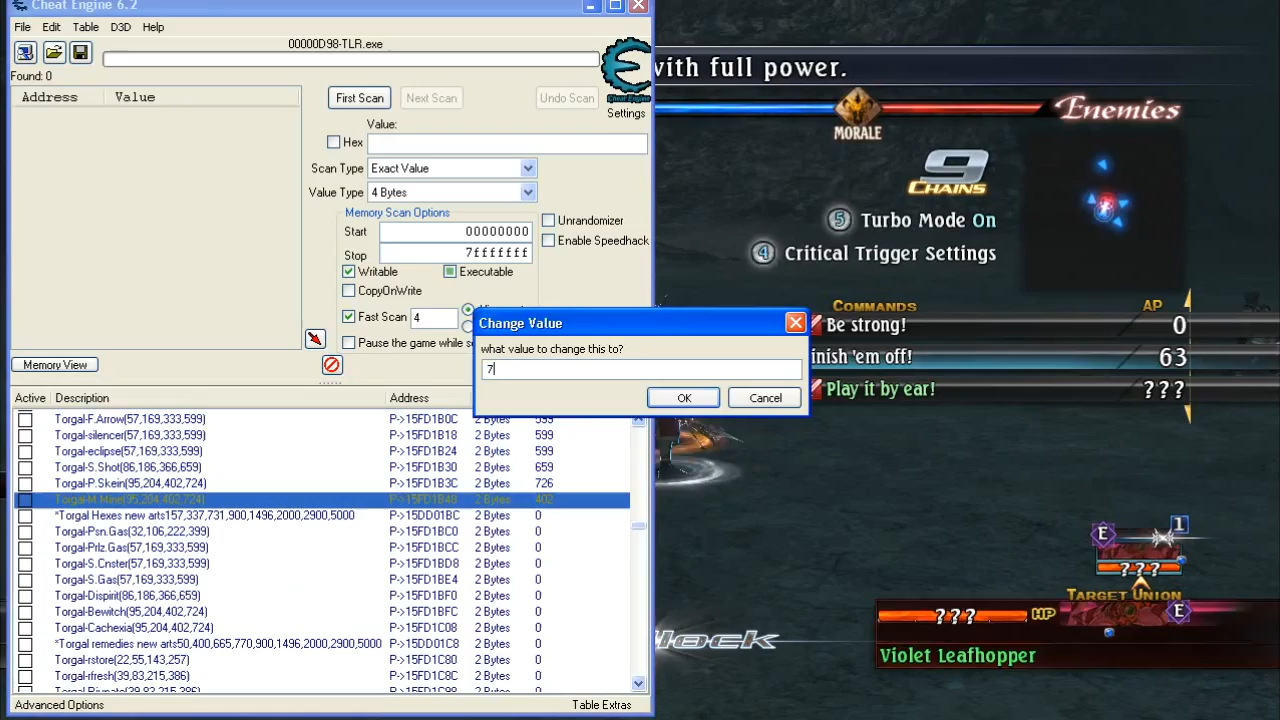 Cheat Engine 6.2
File Edit Table D3D Help
00000D98-TLR.exe
Found: 0
Address Value
First Scan Next Scan Undo Scan
Cheat Engine
Settings
Value:
Hex
Scan Type Exact Value
Value Type 4 Bytes
Memory Scan Options
Start 00000000
Stop 7fffffff
Unrandomizer
Enable Speedhack
Writable Executable
CopyOnWrite
Fast Scan 4
Pause the game while
Memory View
Change Value
what value to change this to?
7
OK Cancel
Active Description Address
Torgal-F.Arrow(57,169,333,599) P->15FD1B0C 2 Bytes 599
Torgal-silencer(57,169,333,599) P->15FD1B18 2 Bytes 599
Torgal-eclipse(57,169,333,599) P->15FD1B24 2 Bytes 599
Torgal-S.Shot(86,186,366,659) P->15FD1B30 2 Bytes 659
Torgal-P.Skein(95,204,402,724) P->15FD1B3C 2 Bytes 726
Torgal-M.Mine(95,204,402,724) P->15FD1B48 2 Bytes 402
*Torgal Hexes new arts157,337,731,900,1496,2000,2900,5000 P->15DD01BC 2 Bytes 0
Torgal-Psn.Gas(32,106,222,399) P->15FD1BC0 2 Bytes 0
Torgal-Prlz.Gas(57,169,333,599) P->15FD1BCC 2 Bytes 0
Torgal-S.Cnster(57,169,333,599) P->15FD1BD8 2 Bytes 0
Torgal-S.Gas(57,169,333,599) P->15FD1BE4 2 Bytes 0
Torgal-Dispirit(86,186,366,659) P->15FD1BF0 2 Bytes 0
Torgal-Bewitch(95,204,402,724) P->15FD1BFC 2 Bytes 0
Torgal-Cachexia(95,204,402,724) P->15FD1C08 2 Bytes 0
*Torgal remedies new arts50,400,665,770,900,1496,2000,2900,5000 P->15DD01C8 2 Bytes 0
Torgal-rstore(22,55,143,257) P->15FD1C80 2 Bytes 0
Torgal-rfresh(39,83,215,386) P->15FD1C8C 2 Bytes 0
Advanced Options Table Extras
with full power.
Enemies
MORALE
9
CHAINS
5 Turbo Mode On
4 Critical Trigger Settings
COMMANDS AP
Be strong! 0
inish 'em off! 63
Play it by ear! ???
E 1
???
TARGET UNION
??? HP E
lock
Violet Leafhopper